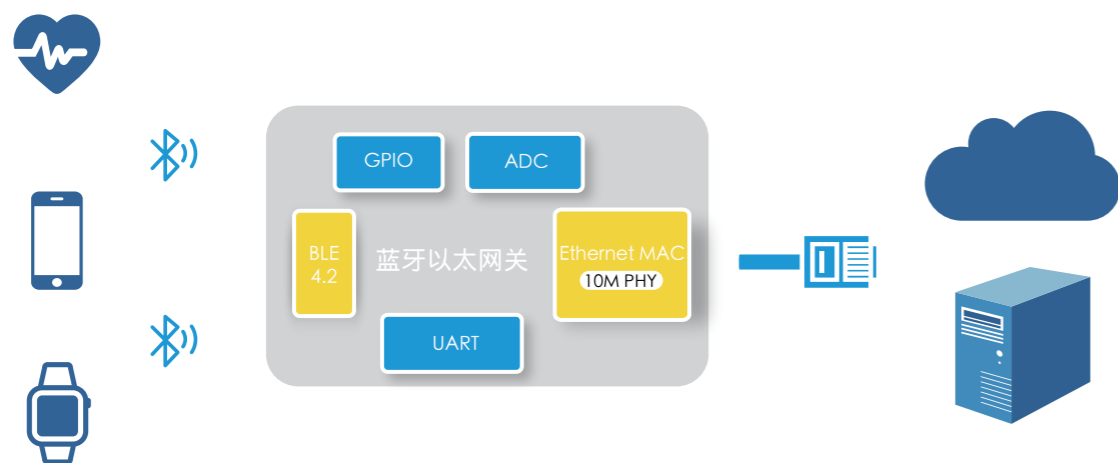 GPIO
ADC
BLE
4.2
蓝牙以太网关
Ethernet MAC
10M PHY
UART